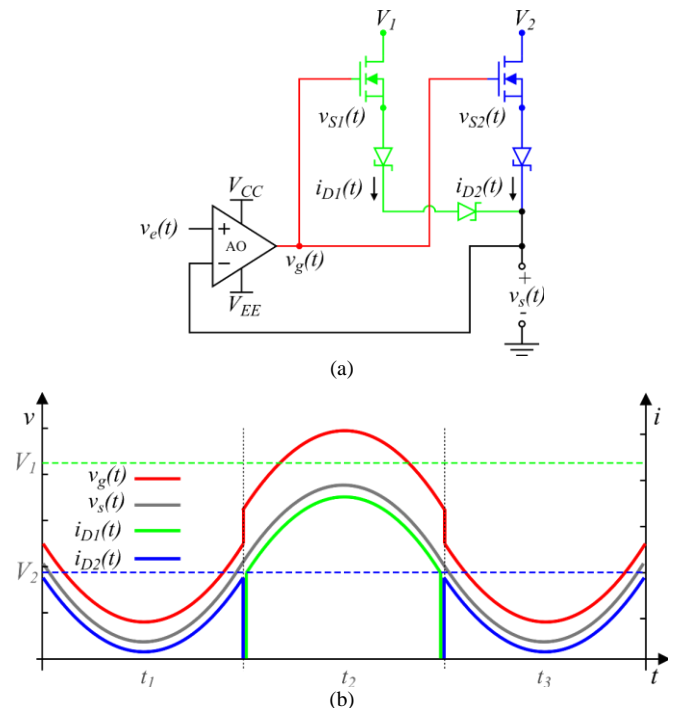 V1 V2
vS1(t) vS2(t)
iD1(t) iD2(t)
VCC
ve(t) + AO −
vg(t)
VEE
+
vs(t)
-
(a)
v i
V1
vg(t)
vs(t)
iD1(t)
V2 iD2(t)
t1 t2 t3 t
(b)